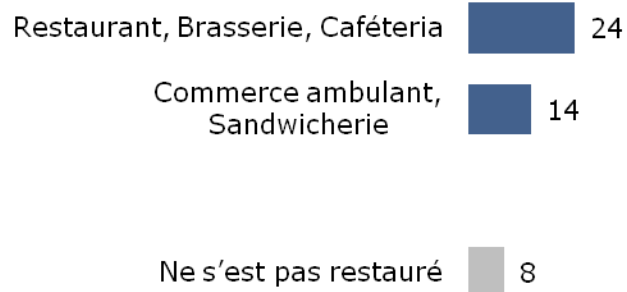 Restaurant, Brasserie, Caféteria 24
Commerce ambulant,
Sandwicherie 14
Ne s'est pas restauré 8